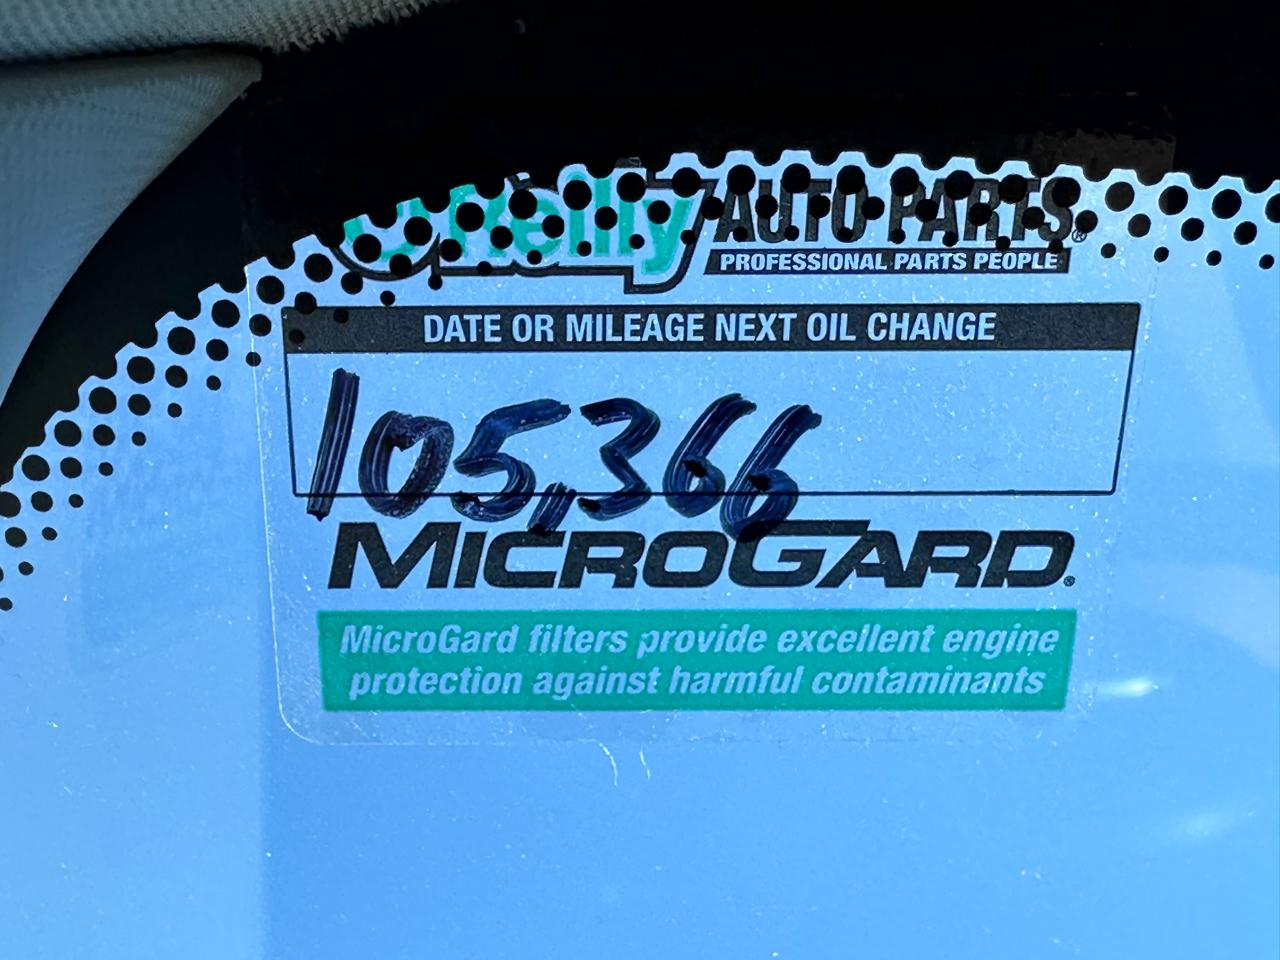 O'Reilly AUTO PARTS®
PROFESSIONAL PARTS PEOPLE
DATE OR MILEAGE NEXT OIL CHANGE
105,366
MICROGARD®
MicroGard filters provide excellent engine
protection against harmful contaminants